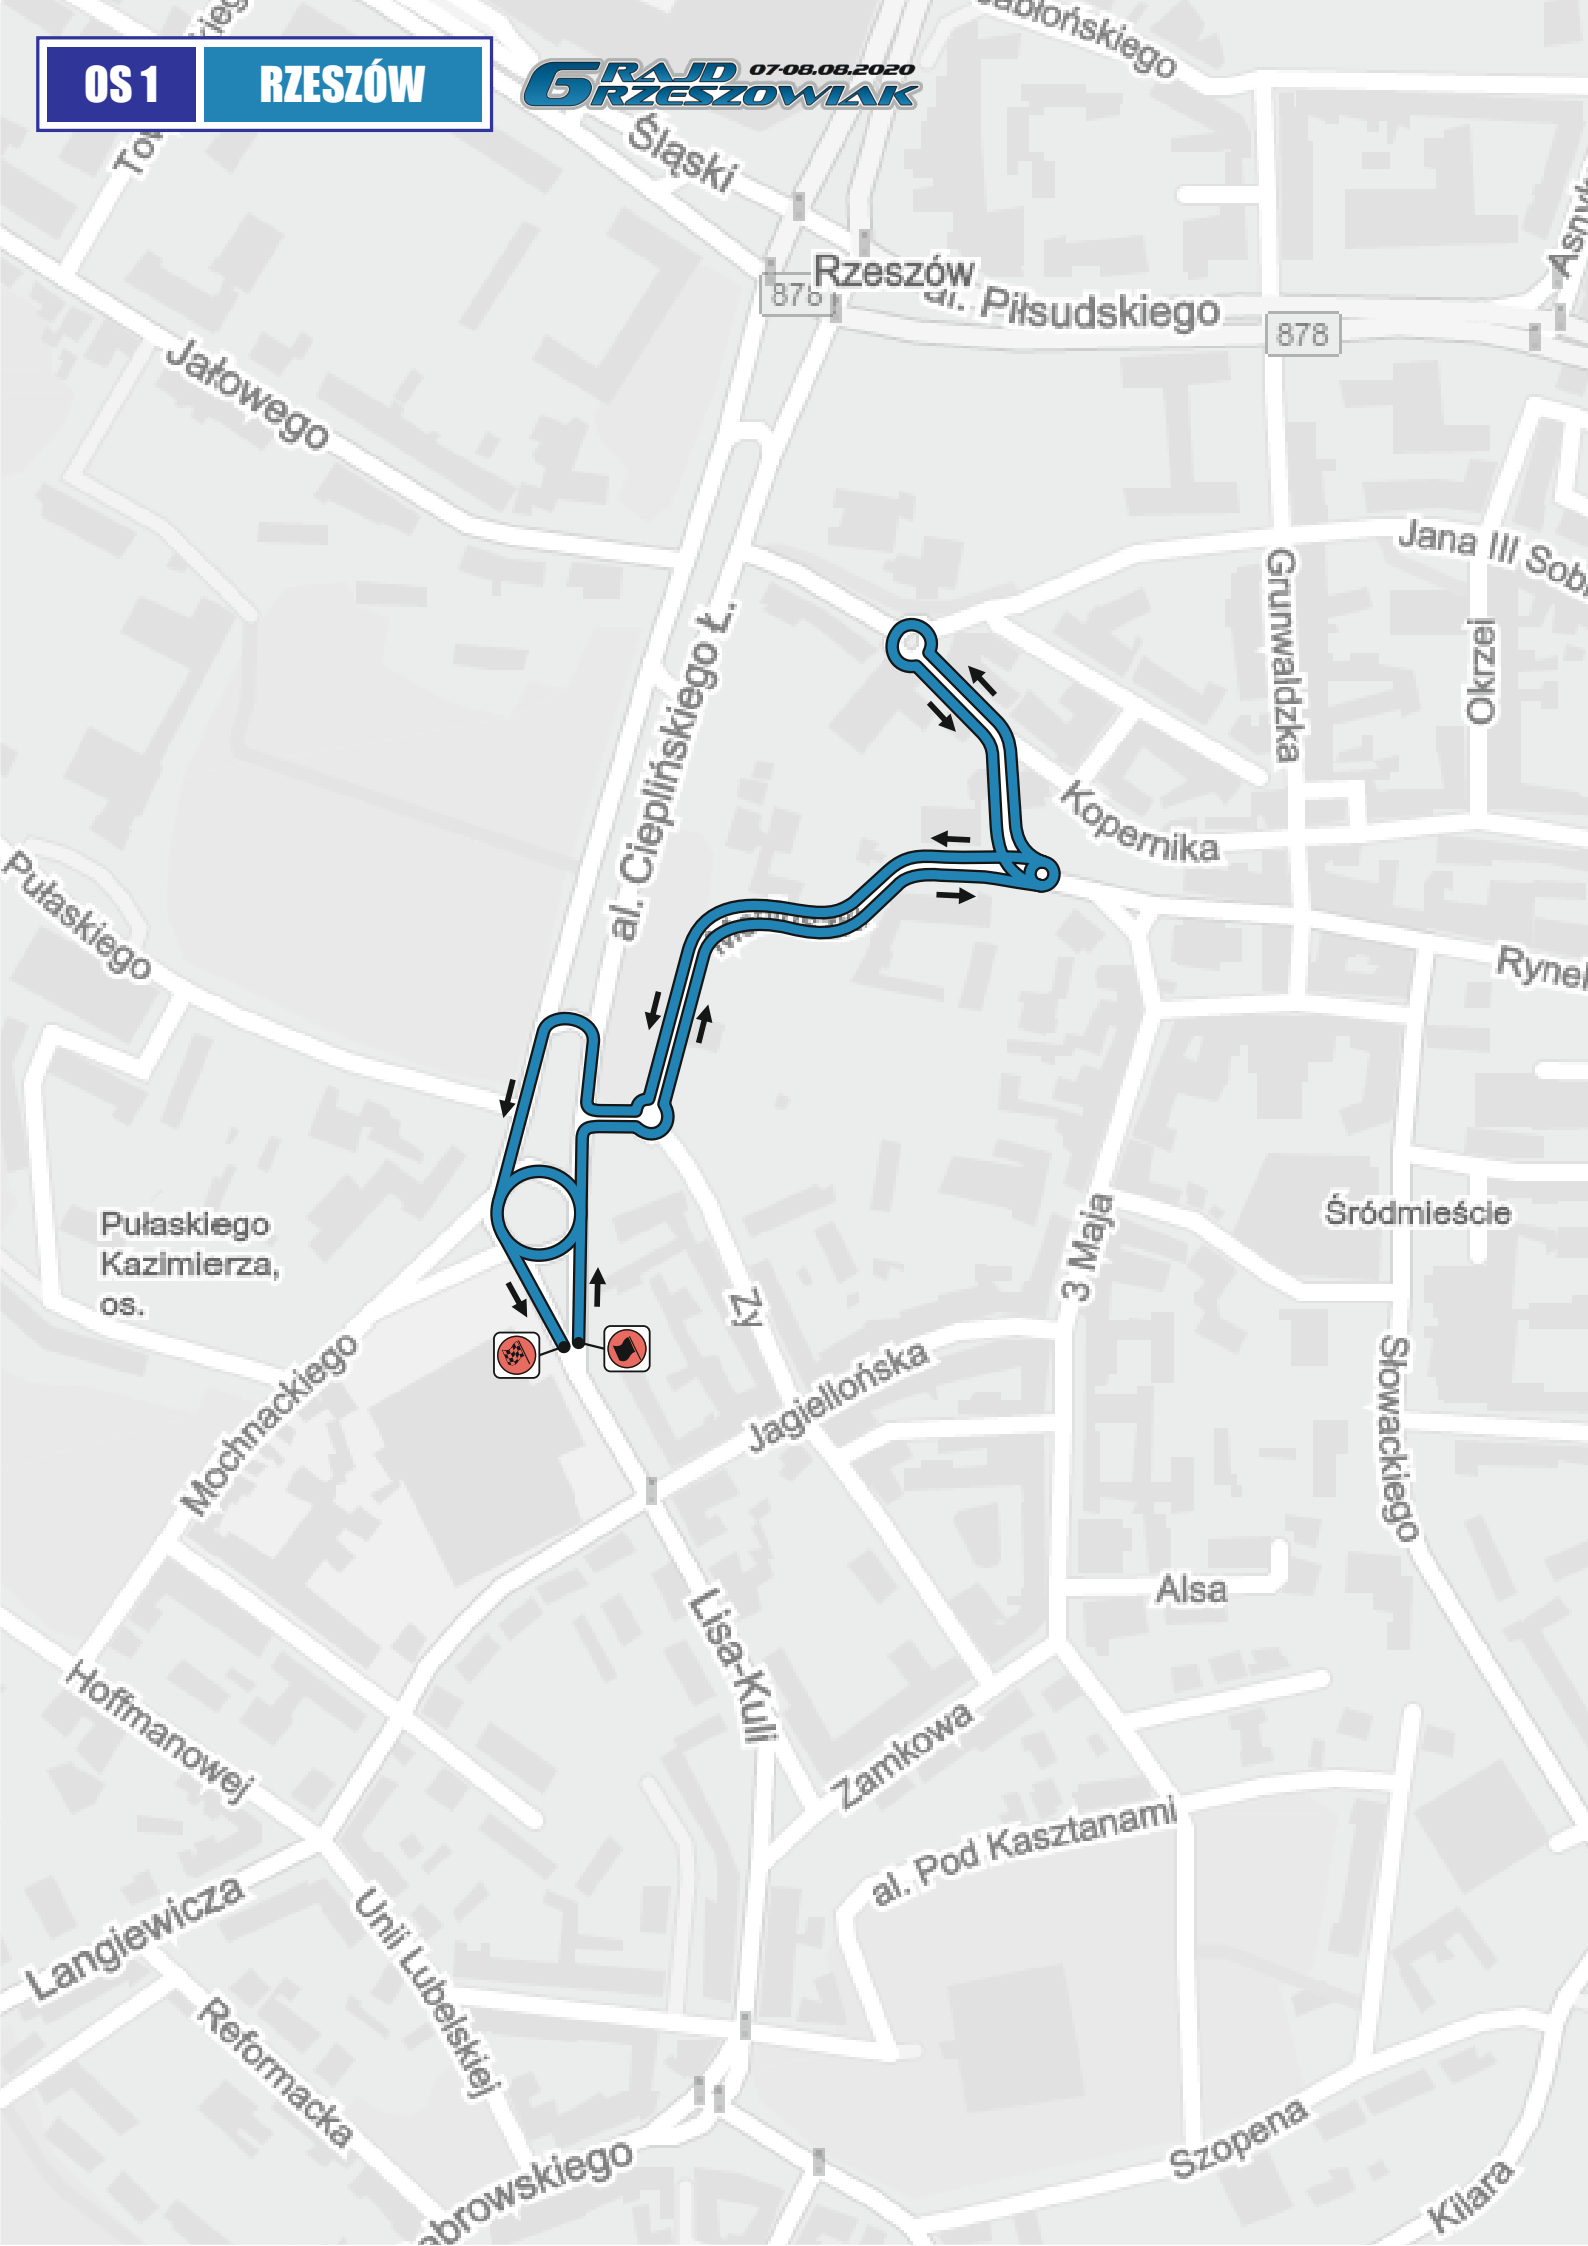 OS 1
RZESZÓW
6 RAJD
RZESZOWIAK
07-08.08.2020
Śląski
Rzeszów
878
al. Piłsudskiego
878
Jałowego
Jana III Sob
Grunwaldzka
Okrzei
al. Cieplińskiego Ł.
Kopernika
Pułaskiego
Rynek
Pułaskiego
Kazimierza,
os.
Śródmieście
3 Maja
Zy
Jagiellońska
Mochnackiego
Słowackiego
Alsa
Lisa-Kuli
Hoffmanowej
Zamkowa
al. Pod Kasztanami
Langiewicza
Unii Lubelskiej
Reformacka
Szopena
Kilara